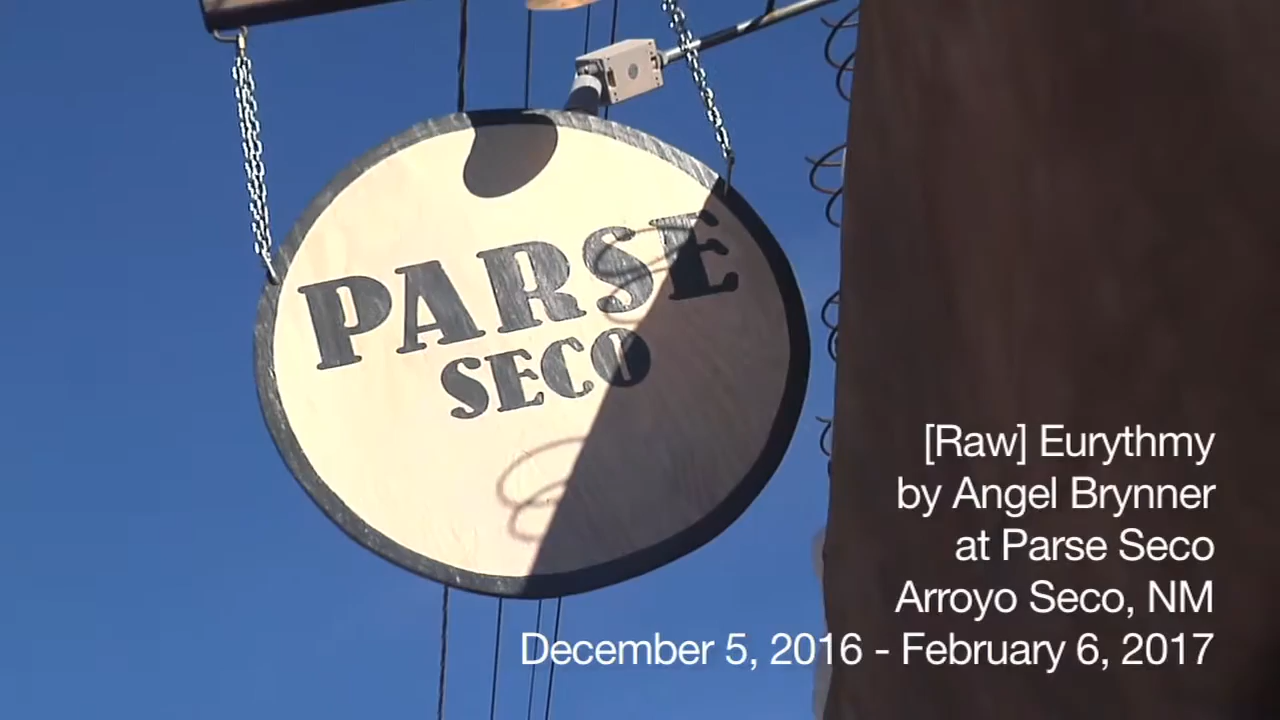 PARSE
SECO
[Raw] Eurythmy
by Angel Brynner
at Parse Seco
Arroyo Seco, NM
December 5, 2016 - February 6, 2017